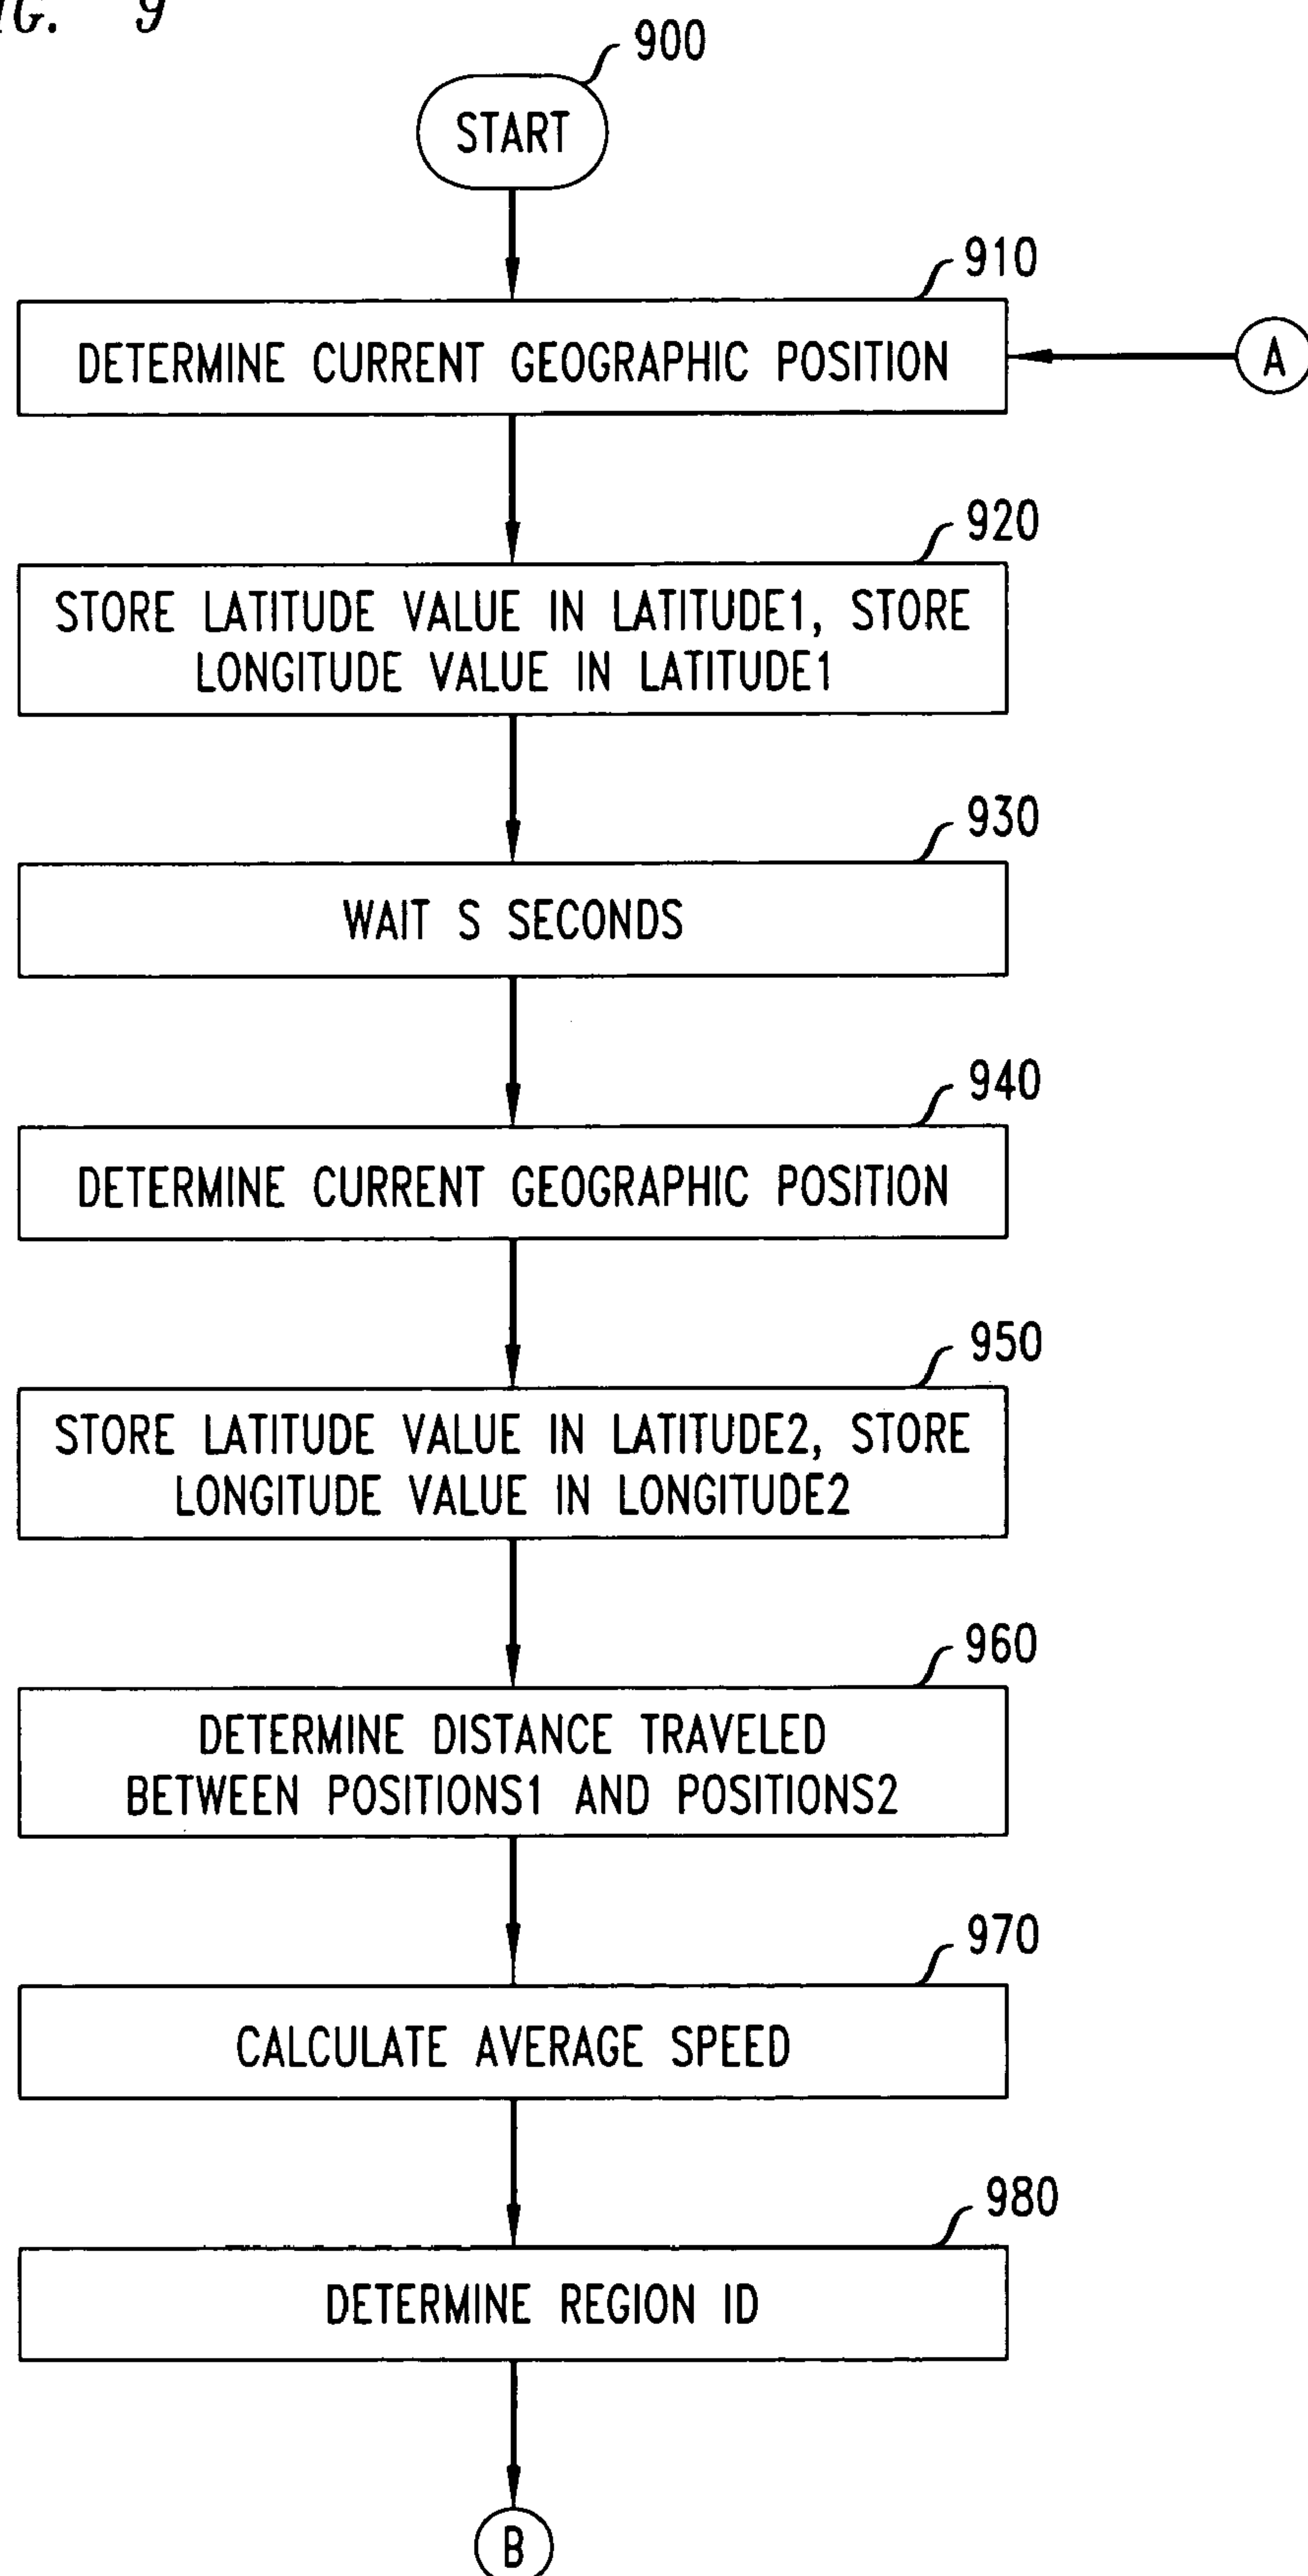 9
900
START
910
DETERMINE CURRENT GEOGRAPHIC POSITION
A
920
STORE LATITUDE VALUE IN LATITUDE1, STORE
LONGITUDE VALUE IN LATITUDE1
930
WAIT S SECONDS
940
DETERMINE CURRENT GEOGRAPHIC POSITION
950
STORE LATITUDE VALUE IN LATITUDE2, STORE
LONGITUDE VALUE IN LONGITUDE2
960
DETERMINE DISTANCE TRAVELED
BETWEEN POSITIONS1 AND POSITIONS2
970
CALCULATE AVERAGE SPEED
980
DETERMINE REGION ID
B